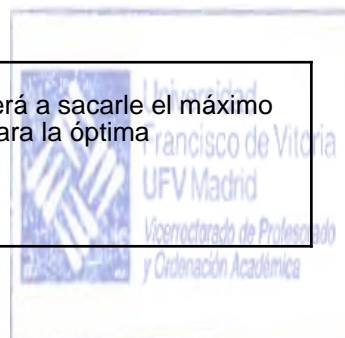 erá a sacarle el máximo
ara la óptima
Universidad
Francisco de Vitoria
UFV Madrid
Vicerrectorado de Profesorado
y Ordenación Académica